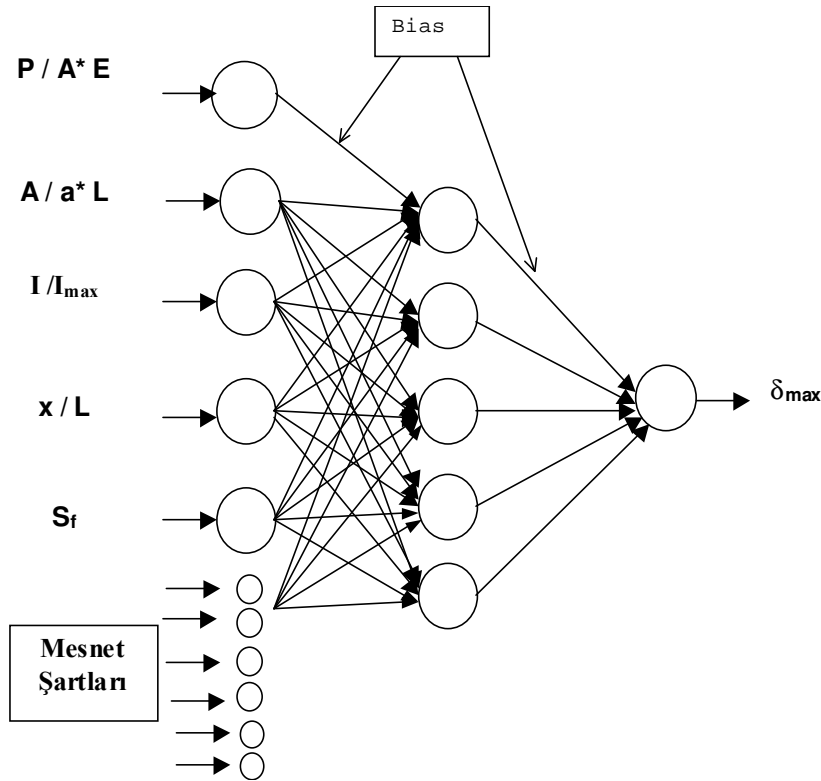 Bias
P / A* E
A / a* L
I /Imax
x / L
δmax
Sf
Mesnet
Şartları